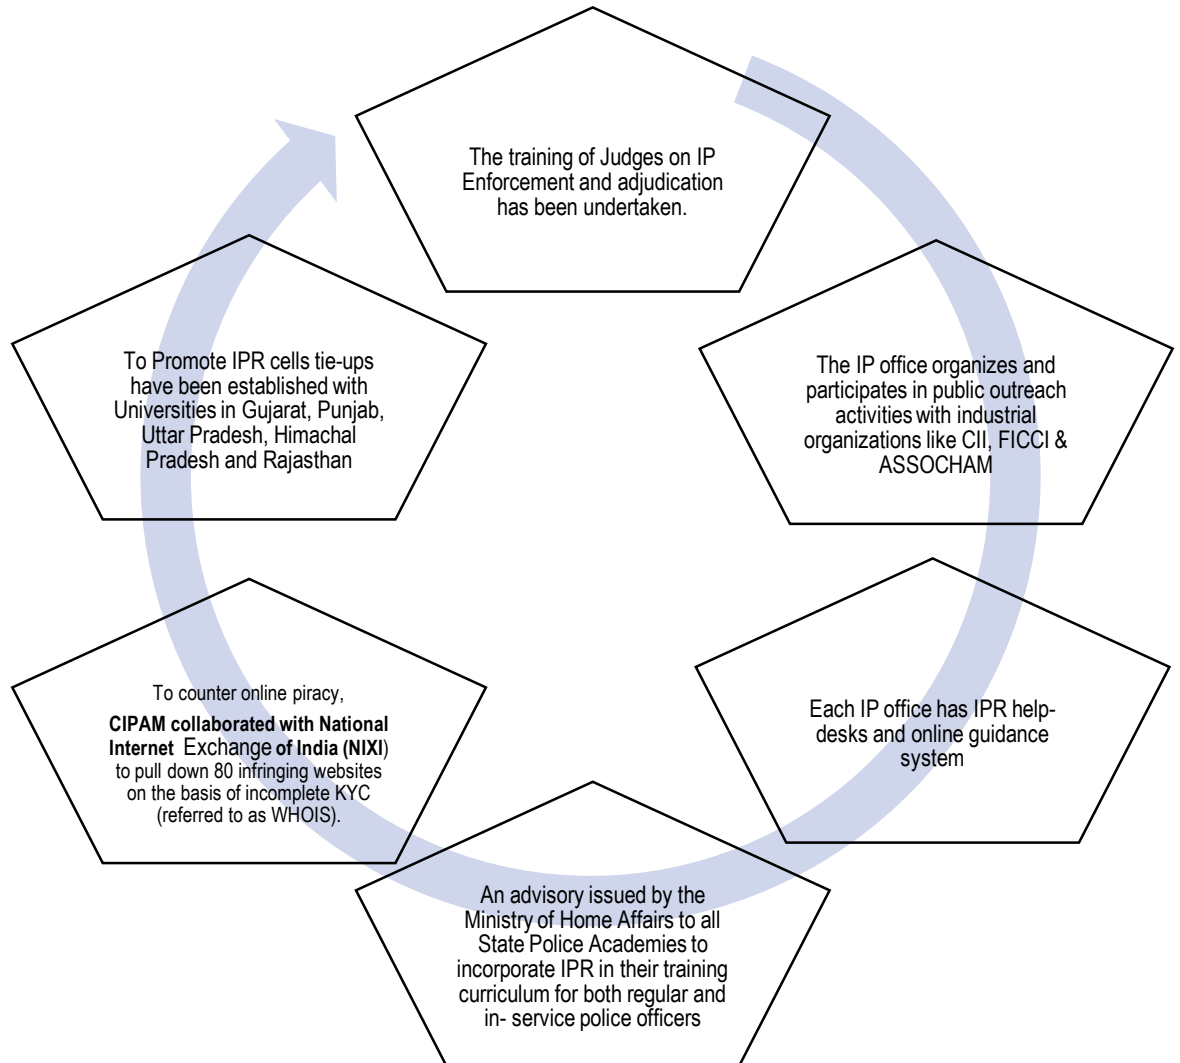 The training of Judges on IP
Enforcement and adjudication
has been undertaken.
The IP office organizes and
participates in public outreach
activities with industrial
organizations like CII, FICCI &
ASSOCHAM
Each IP office has IPR help-
desks and online guidance
system
An advisory issued by the
Ministry of Home Affairs to all
State Police Academies to
incorporate IPR in their training
curriculum for both regular and
in- service police officers
To counter online piracy,
CIPAM collaborated with National
Internet Exchange of India (NIXI)
to pull down 80 infringing websites
on the basis of incomplete KYC
(referred to as WHOIS).
To Promote IPR cells tie-ups
have been established with
Universities in Gujarat, Punjab,
Uttar Pradesh, Himachal
Pradesh and Rajasthan